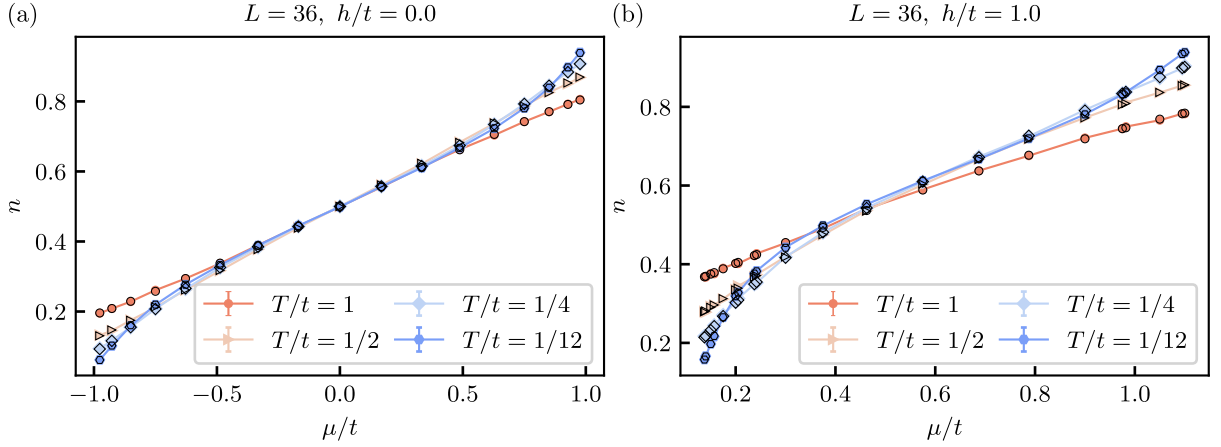 (a) L = 36, h/t = 0.0
n
0.8
0.6
0.4
0.2
−1.0 −0.5 0.0 0.5 1.0
μ/t
T/t = 1
T/t = 1/2
T/t = 1/4
T/t = 1/12
(b) L = 36, h/t = 1.0
n
0.8
0.6
0.4
0.2
0.2 0.4 0.6 0.8 1.0
μ/t
T/t = 1
T/t = 1/2
T/t = 1/4
T/t = 1/12